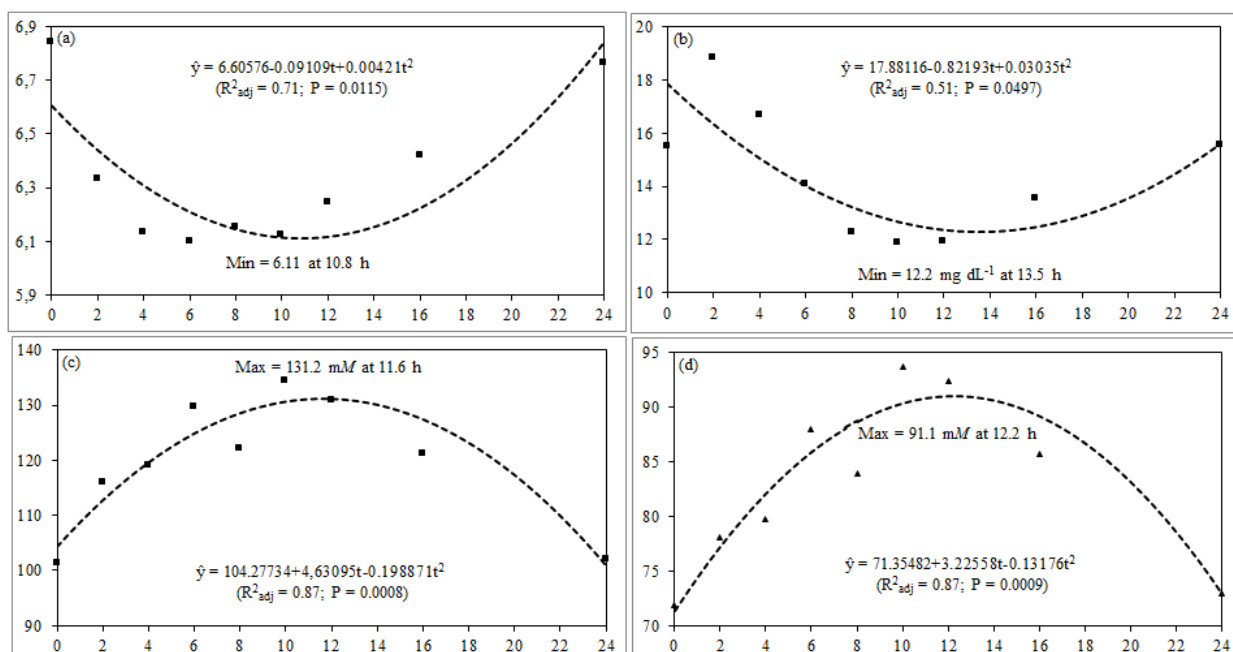 (a)
ŷ = 6.60576-0.09109t+0.00421t²
(R²adj = 0.71; P = 0.0115)
Min = 6.11 at 10.8 h
6,9
6,7
6,5
6,3
6,1
5,9
0 2 4 6 8 10 12 14 16 18 20 22 24
(b)
ŷ = 17.88116-0.82193t+0.03035t²
(R²adj = 0.51; P = 0.0497)
Min = 12.2 mg dL⁻¹ at 13.5 h
20
18
16
14
12
10
0 2 4 6 8 10 12 14 16 18 20 22 24
(c)
Max = 131.2 mM at 11.6 h
ŷ = 104.27734+4,63095t-0.198871t²
(R²adj = 0.87; P = 0.0008)
140
130
120
110
100
90
0 2 4 6 8 10 12 14 16 18 20 22 24
(d)
Max = 91.1 mM at 12.2 h
ŷ = 71.35482+3.22558t-0.13176t²
(R²adj = 0.87; P = 0.0009)
95
90
85
80
75
70
0 2 4 6 8 10 12 14 16 18 20 22 24